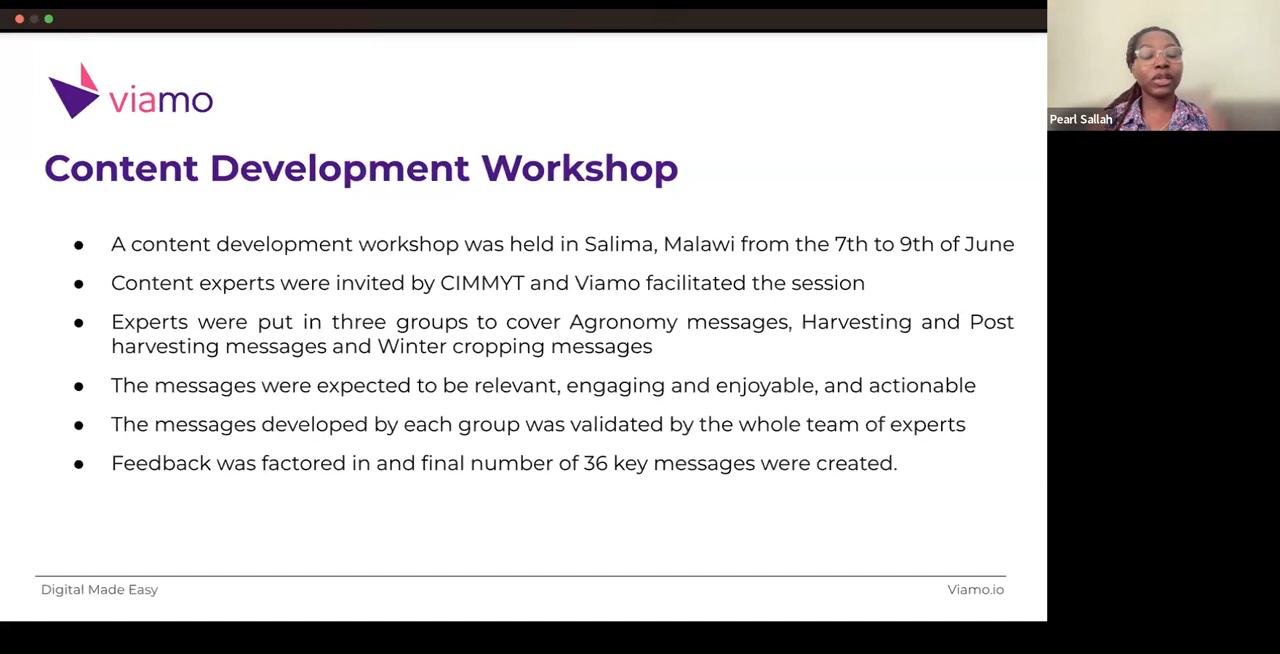 viamo
Pearl Sallah
Content Development Workshop
● A content development workshop was held in Salima, Malawi from the 7th to 9th of June
● Content experts were invited by CIMMYT and Viamo facilitated the session
● Experts were put in three groups to cover Agronomy messages, Harvesting and Post
harvesting messages and Winter cropping messages
● The messages were expected to be relevant, engaging and enjoyable, and actionable
● The messages developed by each group was validated by the whole team of experts
● Feedback was factored in and final number of 36 key messages were created.
Digital Made Easy
Viamo.io